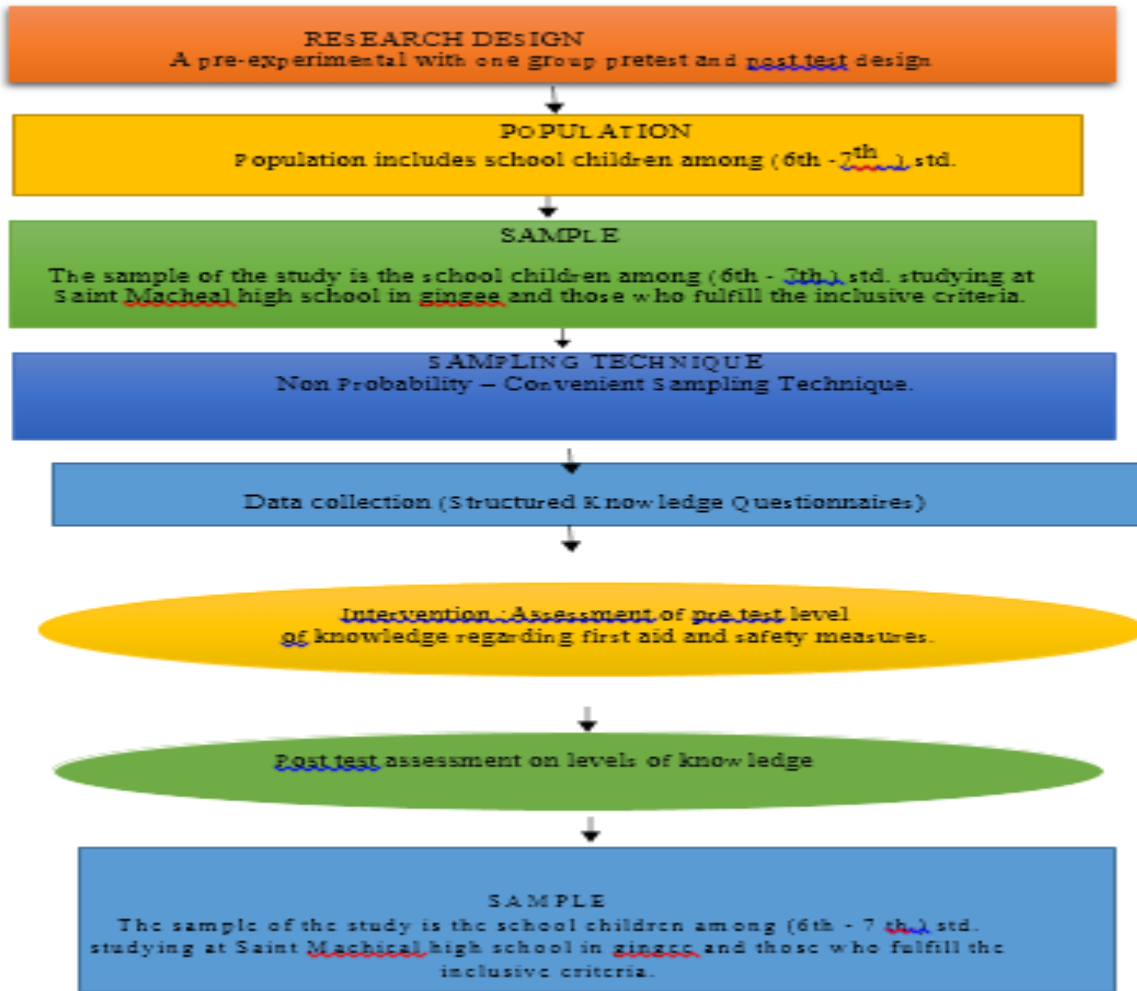 RESEARCH DESIGN
A pre-experimental with one group pretest and post test design
POPULATION
Population includes school children among (6th -7th ) std.
SAMPLE
The sample of the study is the school children among (6th - 7th ) std. studying at
Saint Macheal high school in gingee and those who fulfill the inclusive criteria.
SAMPLING TECHNIQUE
Non Probability – Convenient Sampling Technique.
Data collection (Structured Knowledge Questionnaires)
Intervention :Assessment of pre test level
of knowledge regarding first aid and safety measures.
Post test assessment on levels of knowledge
SAMPLE
The sample of the study is the school children among (6th - 7 th ) std.
studying at Saint Machical high school in gingee and those who fulfill the
inclusive criteria.